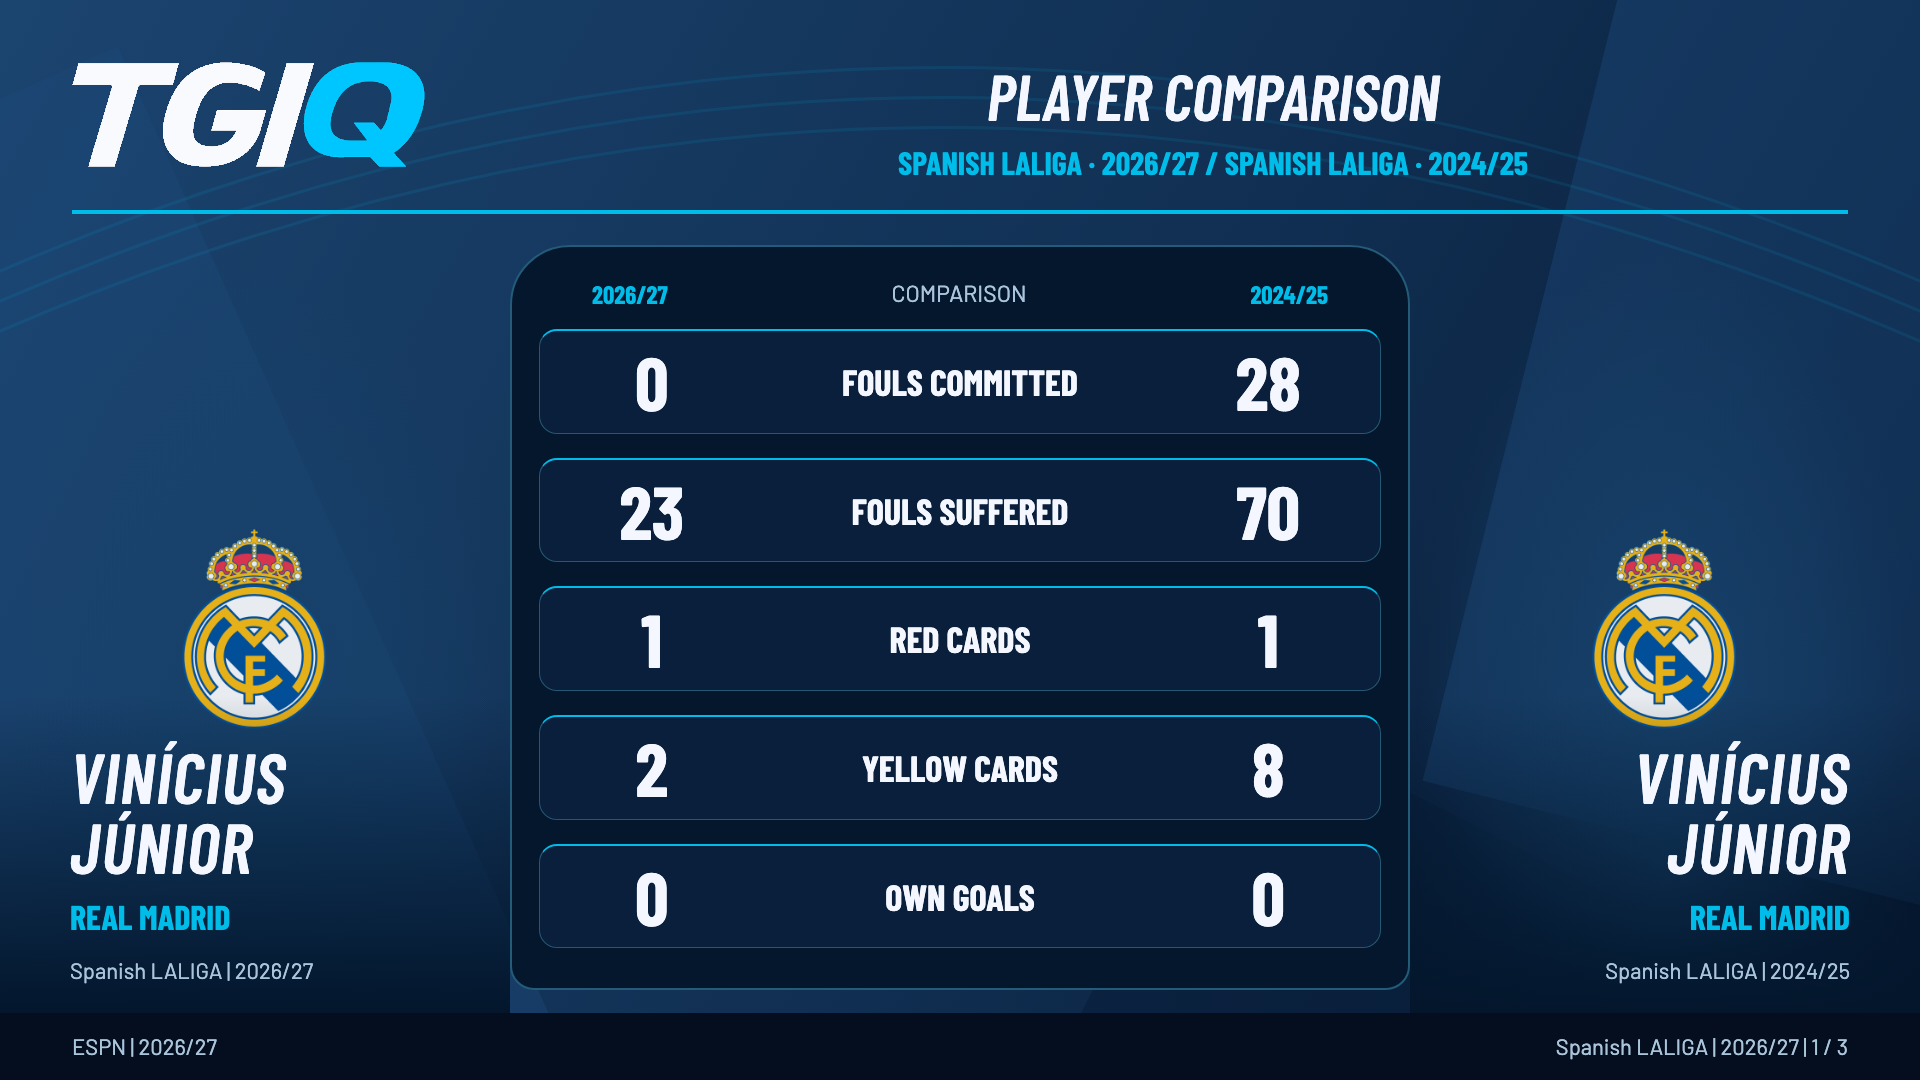 TGIQ
PLAYER COMPARISON
SPANISH LALIGA · 2026/27 / SPANISH LALIGA · 2024/25
2026/27 COMPARISON 2024/25
0 FOULS COMMITTED 28
23 FOULS SUFFERED 70
1 RED CARDS 1
2 YELLOW CARDS 8
0 OWN GOALS 0
VINÍCIUS
JÚNIOR
REAL MADRID
Spanish LALIGA | 2026/27
VINÍCIUS
JÚNIOR
REAL MADRID
Spanish LALIGA | 2024/25
ESPN | 2026/27
Spanish LALIGA | 2026/27 | 1 / 3